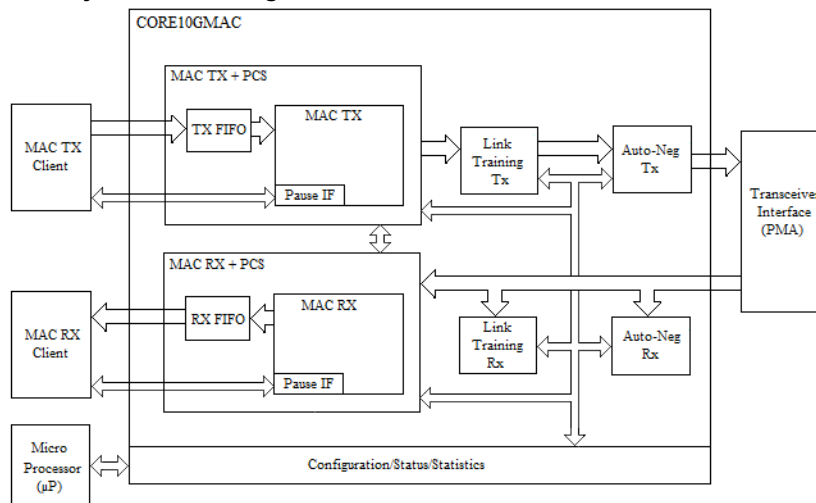 CORE10GMAC
MAC TX + PCS
MAC TX
Client
TX FIFO
MAC TX
Pause IF
Link
Training
Tx
Auto-Neg
Tx
Transceiver
Interface
(PMA)
MAC RX + PCS
MAC RX
Client
RX FIFO
MAC RX
Pause IF
Link
Training
Rx
Auto-Neg
Rx
Micro
Processor
(µP)
Configuration/Status/Statistics